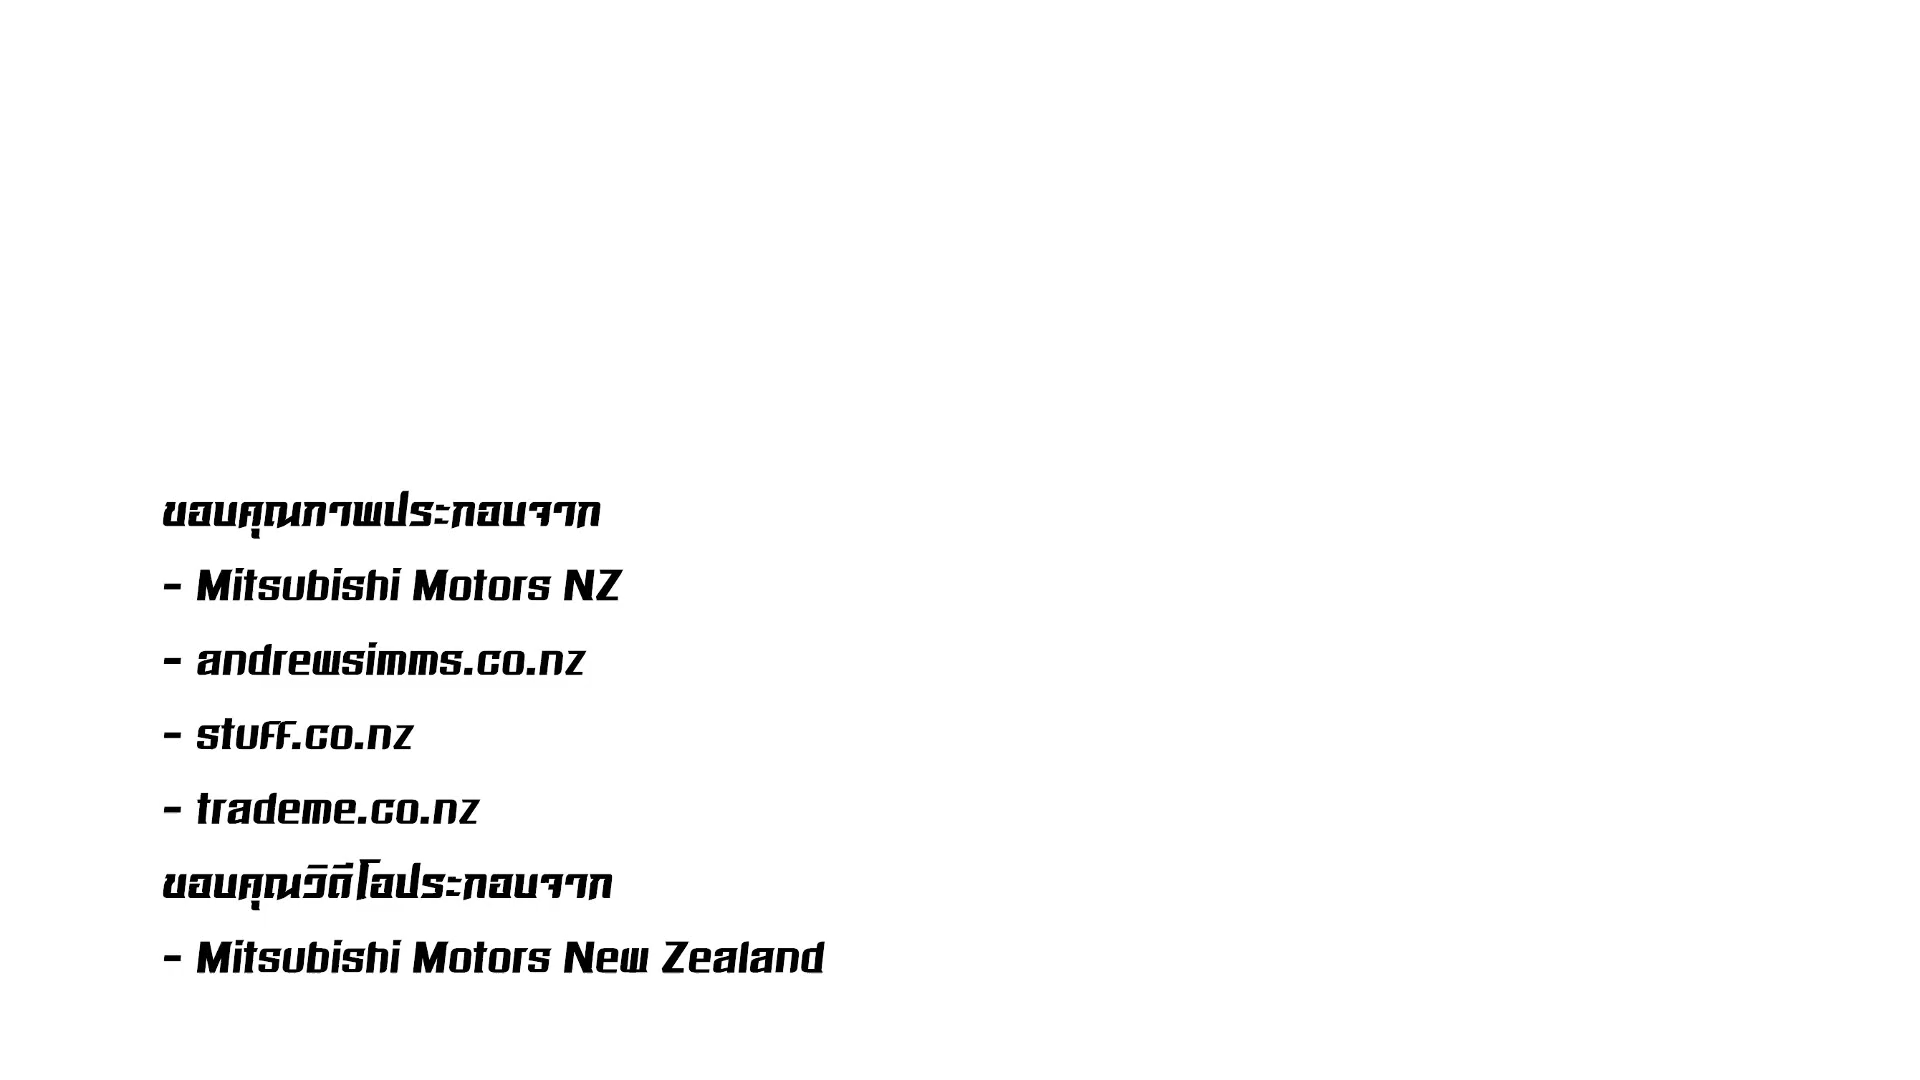 ขอบคุณภาพประกอบจาก
- Mitsubishi Motors NZ
- andrewsimms.co.nz
- stuff.co.nz
- trademe.co.nz
ขอบคุณวิดีโอประกอบจาก
- Mitsubishi Motors New Zealand